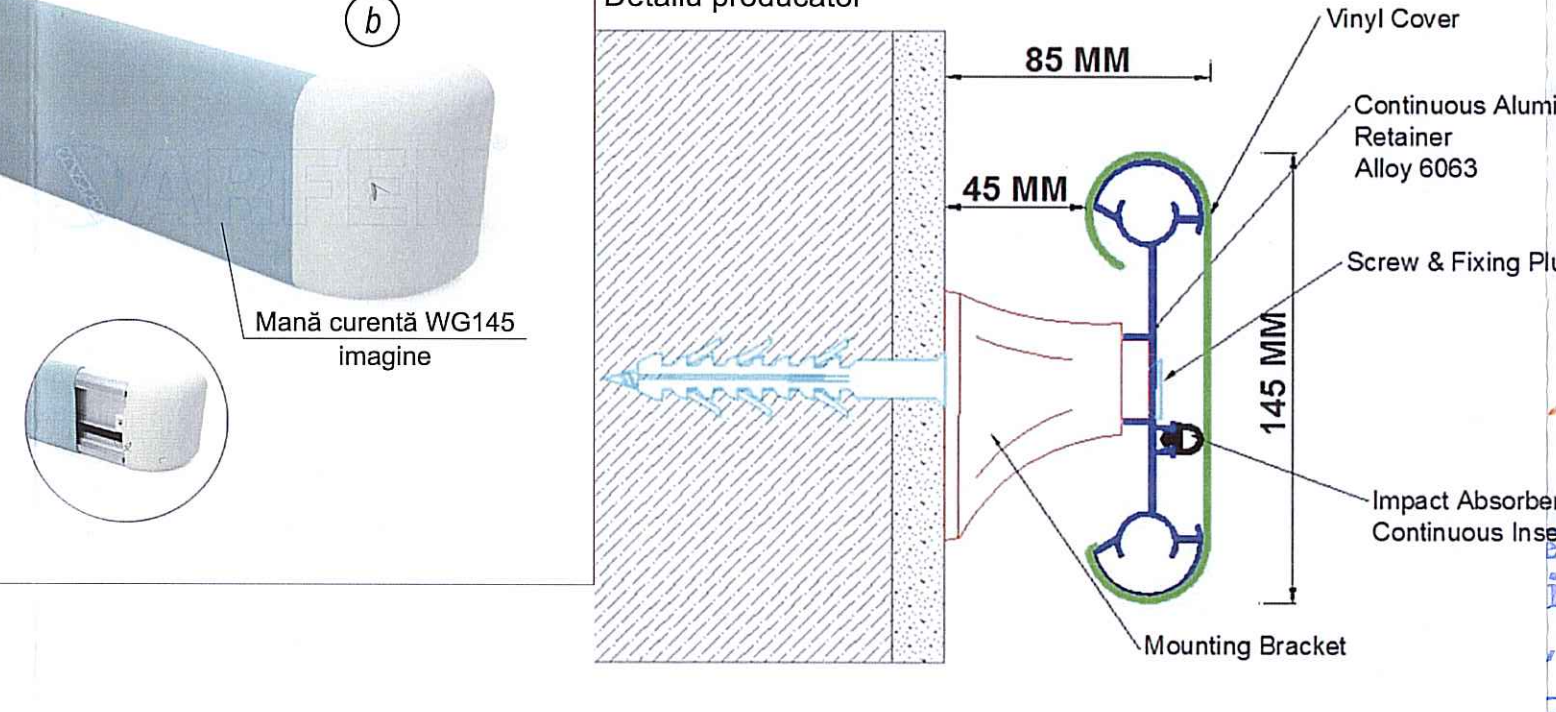 b
Mană curentă WG145
imagine
Detaliu producător
85 MM
45 MM
145 MM
Vinyl Cover
Continuous Alumi
Retainer
Alloy 6063
Screw & Fixing Plu
Impact Absorber
Continuous Inse
Mounting Bracket